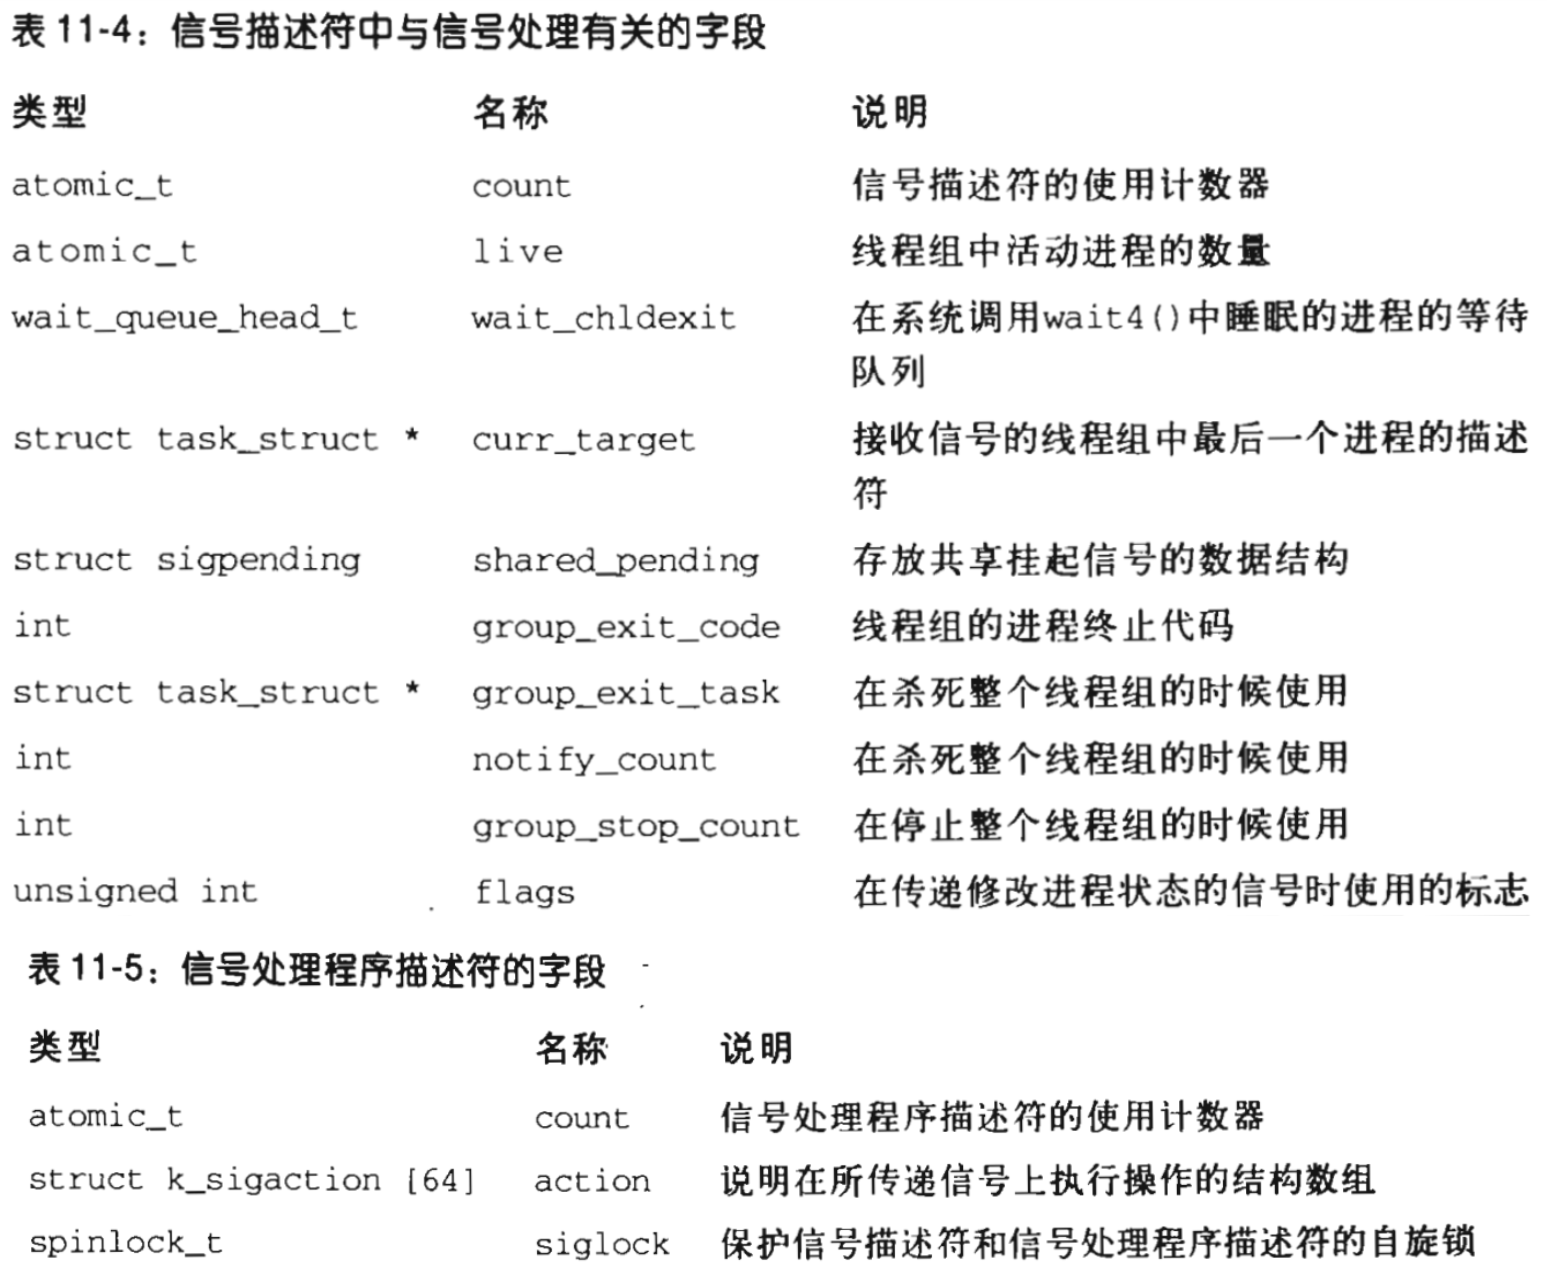 表 11-4：信号描述符中与信号处理有关的字段
类型 名称 说明
atomic_t count 信号描述符的使用计数器
atomic_t live 线程组中活动进程的数量
wait_queue_head_t wait_chldexit 在系统调用wait4()中睡眠的进程的等待
队列
struct task_struct * curr_target 接收信号的线程组中最后一个进程的描述
符
struct sigpending shared_pending 存放共享挂起信号的数据结构
int group_exit_code 线程组的进程终止代码
struct task_struct * group_exit_task 在杀死整个线程组的时候使用
int notify_count 在杀死整个线程组的时候使用
int group_stop_count 在停止整个线程组的时候使用
unsigned int flags 在传递修改进程状态的信号时使用的标志
表 11-5：信号处理程序描述符的字段
类型 名称 说明
atomic_t count 信号处理程序描述符的使用计数器
struct k_sigaction [64] action 说明在所传递信号上执行操作的结构数组
spinlock_t siglock 保护信号描述符和信号处理程序描述符的自旋锁